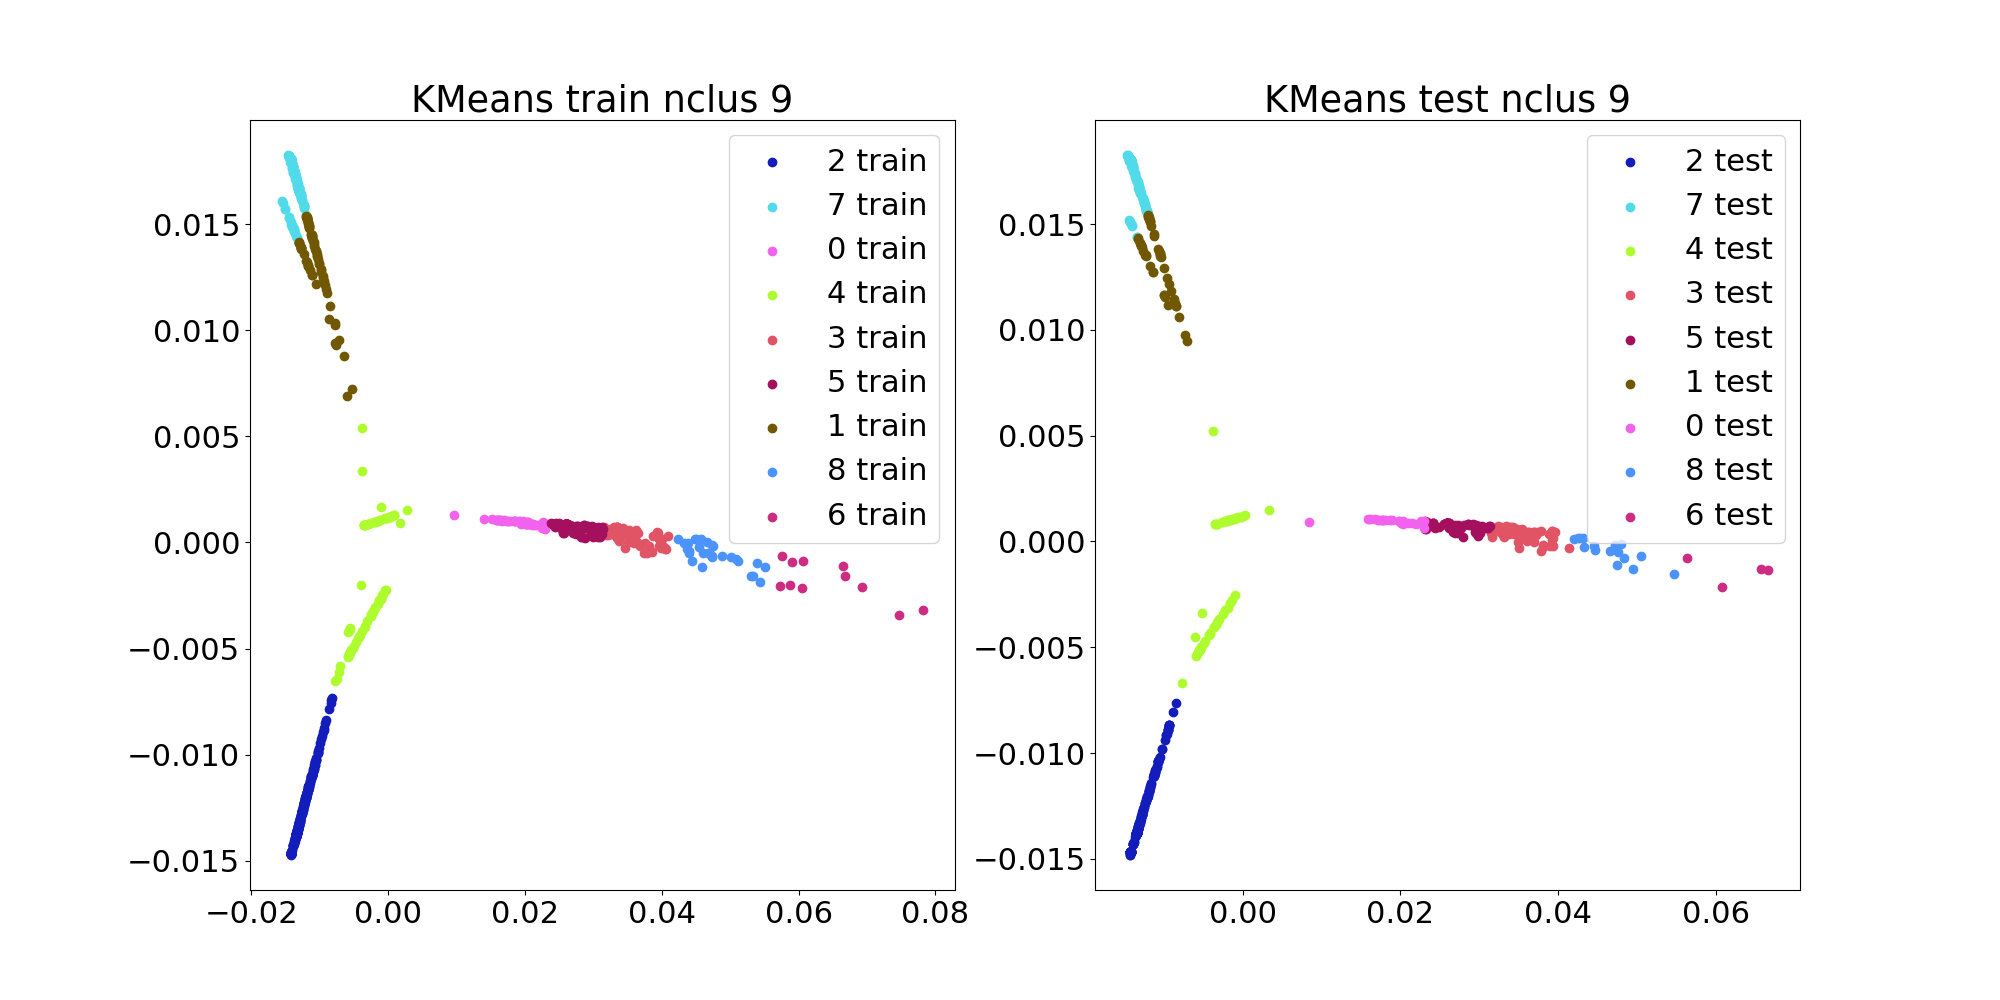 KMeans train nclus 9
0.015
0.010
0.005
0.000
−0.005
−0.010
−0.015
−0.02 0.00 0.02 0.04 0.06 0.08
2 train
7 train
0 train
4 train
3 train
5 train
1 train
8 train
6 train
KMeans test nclus 9
0.015
0.010
0.005
0.000
−0.005
−0.010
−0.015
0.00 0.02 0.04 0.06
2 test
7 test
4 test
3 test
5 test
1 test
0 test
8 test
6 test